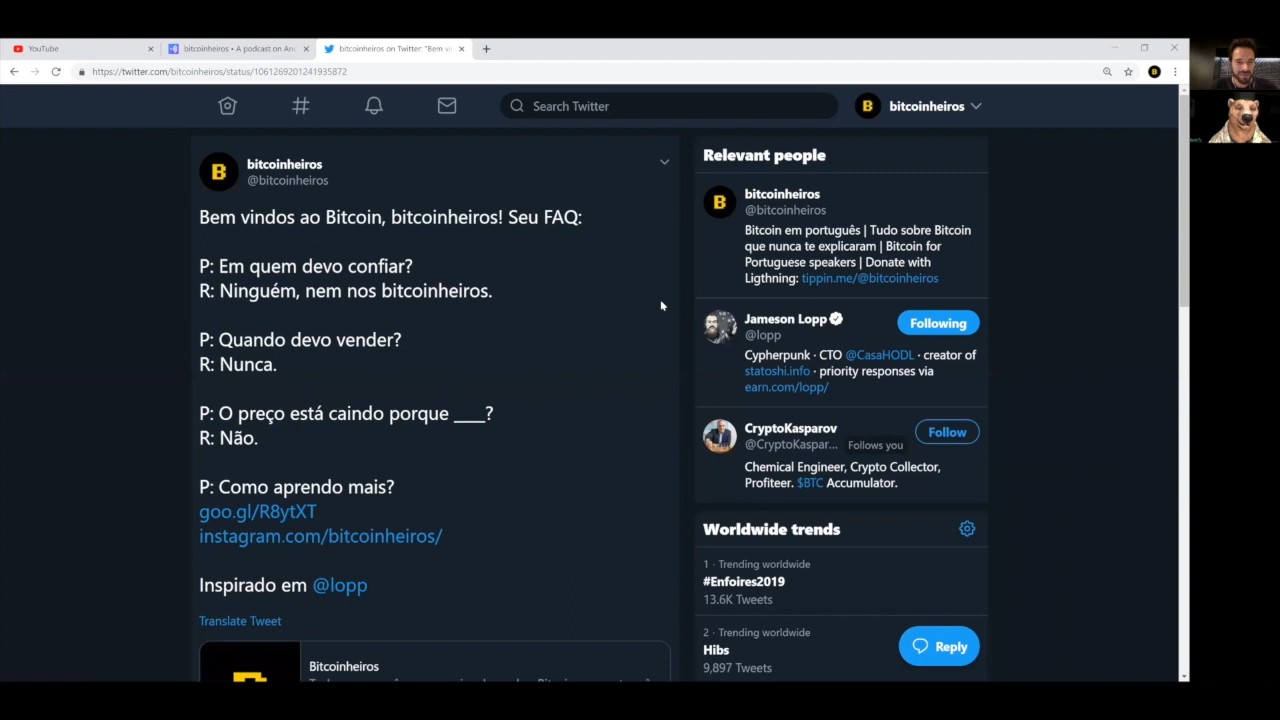 YouTube
bitcoinheiros • A podcast on An
bitcoinheiros on Twitter: "Bem vi
https://twitter.com/bitcoinheiros/status/1061269201241935872
Search Twitter
bitcoinheiros
bitcoinheiros
@bitcoinheiros
Bem vindos ao Bitcoin, bitcoinheiros! Seu FAQ:
P: Em quem devo confiar?
R: Ninguém, nem nos bitcoinheiros.
P: Quando devo vender?
R: Nunca.
P: O preço está caindo porque ____?
R: Não.
P: Como aprendo mais?
goo.gl/R8ytXT
instagram.com/bitcoinheiros/
Inspirado em @lopp
Translate Tweet
Bitcoinheiros
Relevant people
bitcoinheiros
@bitcoinheiros
Bitcoin em português | Tudo sobre Bitcoin
que nunca te explicaram | Bitcoin for
Portuguese speakers | Donate with
Ligthning: tippin.me/@bitcoinheiros
Jameson Lopp
@lopp
Following
Cypherpunk · CTO @CasaHODL · creator of
statoshi.info · priority responses via
earn.com/lopp/
CryptoKasparov
@CryptoKaspar... Follows you
Follow
Chemical Engineer, Crypto Collector,
Profiteer. $BTC Accumulator.
Worldwide trends
1 · Trending worldwide
#Enfoires2019
13.6K Tweets
2 · Trending worldwide
Hibs
9,897 Tweets
Reply